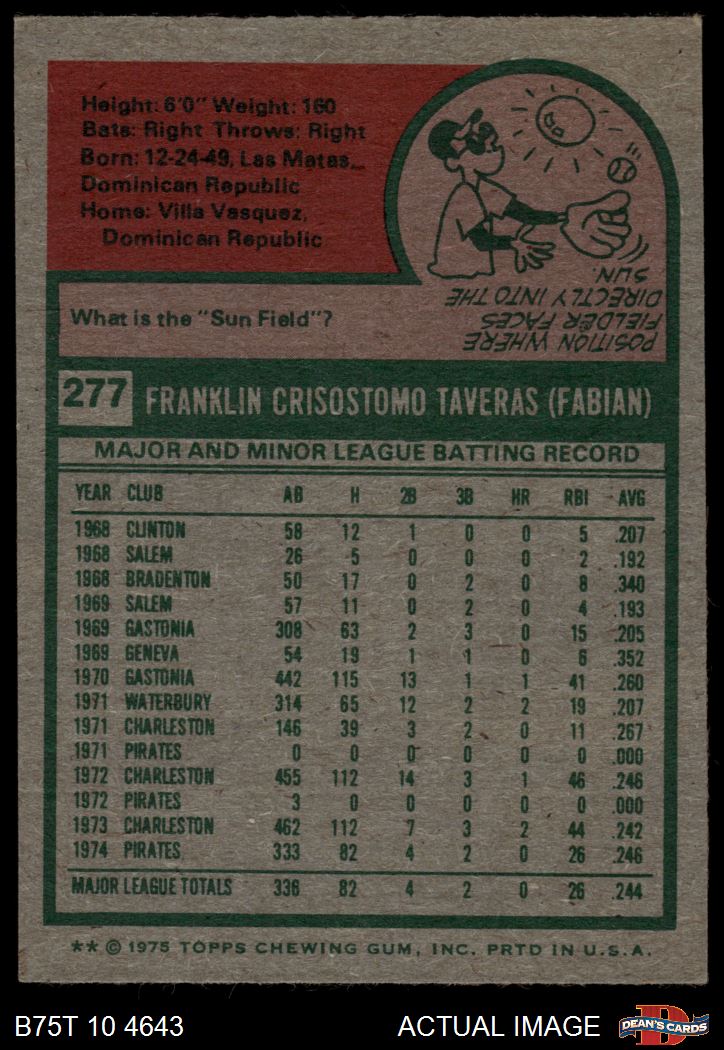 Height: 6'0" Weight: 160
Bats: Right Throws: Right
Born: 12-24-49, Las Matas,
Dominican Republic
Home: Villa Vasquez,
Dominican Republic
What is the "Sun Field"?
POSITION WHERE
FIELDER FACES
DIRECTLY INTO THE
SUN.
277 FRANKLIN CRISOSTOMO TAVERAS (FABIAN)
MAJOR AND MINOR LEAGUE BATTING RECORD
YEAR CLUB AB H 2B 3B HR RBI AVG
1968 CLINTON 58 12 1 0 0 5 .207
1968 SALEM 26 5 0 0 0 2 .192
1968 BRADENTON 50 17 0 2 0 8 .340
1969 SALEM 57 11 0 2 0 4 .193
1969 GASTONIA 308 63 2 3 0 15 .205
1969 GENEVA 54 19 1 1 0 6 .352
1970 GASTONIA 442 115 13 1 1 41 .260
1971 WATERBURY 314 65 12 2 2 19 .207
1971 CHARLESTON 146 39 3 2 0 11 .267
1971 PIRATES 0 0 0 0 0 0 .000
1972 CHARLESTON 455 112 14 3 1 46 .246
1972 PIRATES 3 0 0 0 0 0 .000
1973 CHARLESTON 462 112 7 3 2 44 .242
1974 PIRATES 333 82 4 2 0 26 .246
MAJOR LEAGUE TOTALS 336 82 4 2 0 26 .244
** © 1975 TOPPS CHEWING GUM, INC. PRTD IN U.S.A.
B75T 10 4643 ACTUAL IMAGE
D
DEAN'S CARDS